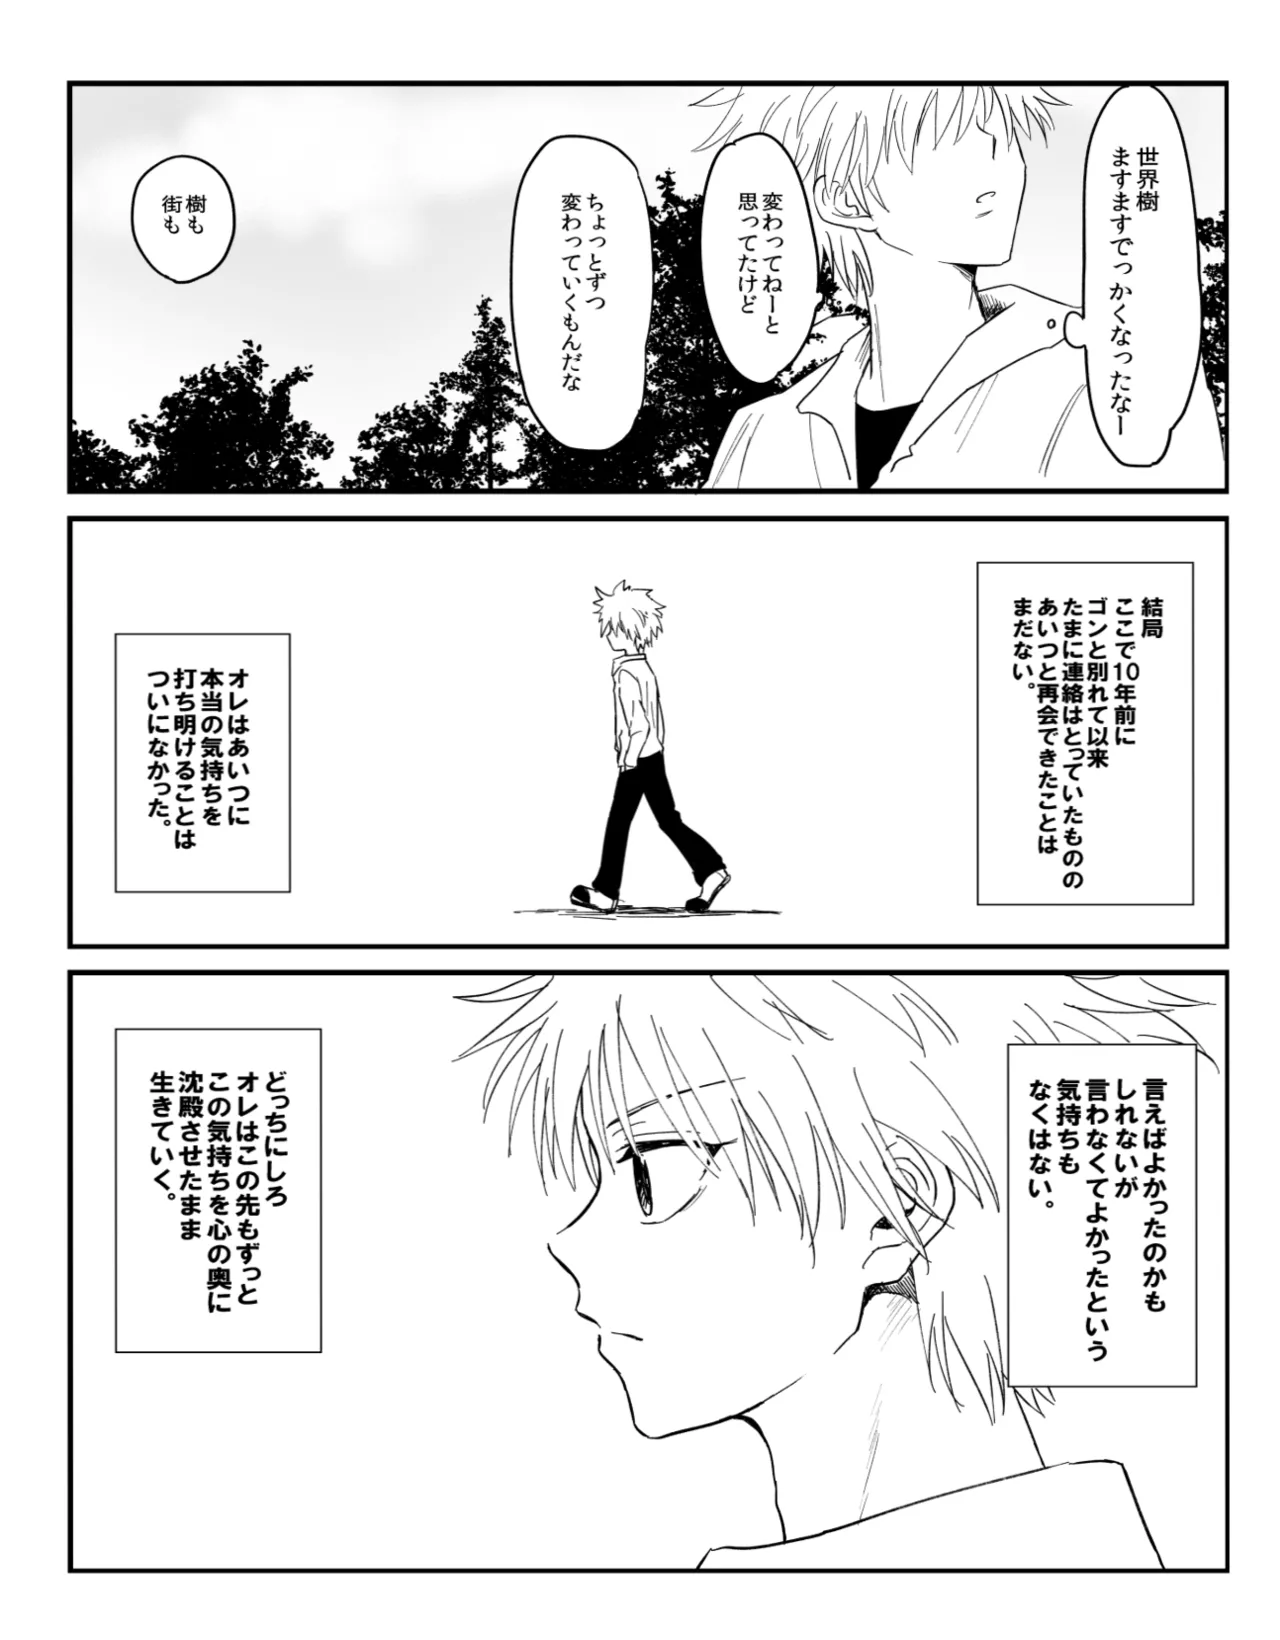 世界樹
ますますでっかくなったなー
変わってねーと
思ってたけど
ちょっとずつ
変わっていくもんだな
樹も
街も
結局
ここで10年前に
ゴンと別れて以来
たまに連絡はとっていたものの
あいつと再会できたことは
まだない。
オレはあいつに
本当の気持ちを
打ち明けることは
ついになかった。
言えばよかったのかも
しれないが
言わなくてよかったという
気持ちも
なくはない。
どっちにしろ
オレはこの先もずっと
この気持ちを心の奥に
沈殿させたまま
生きていく。